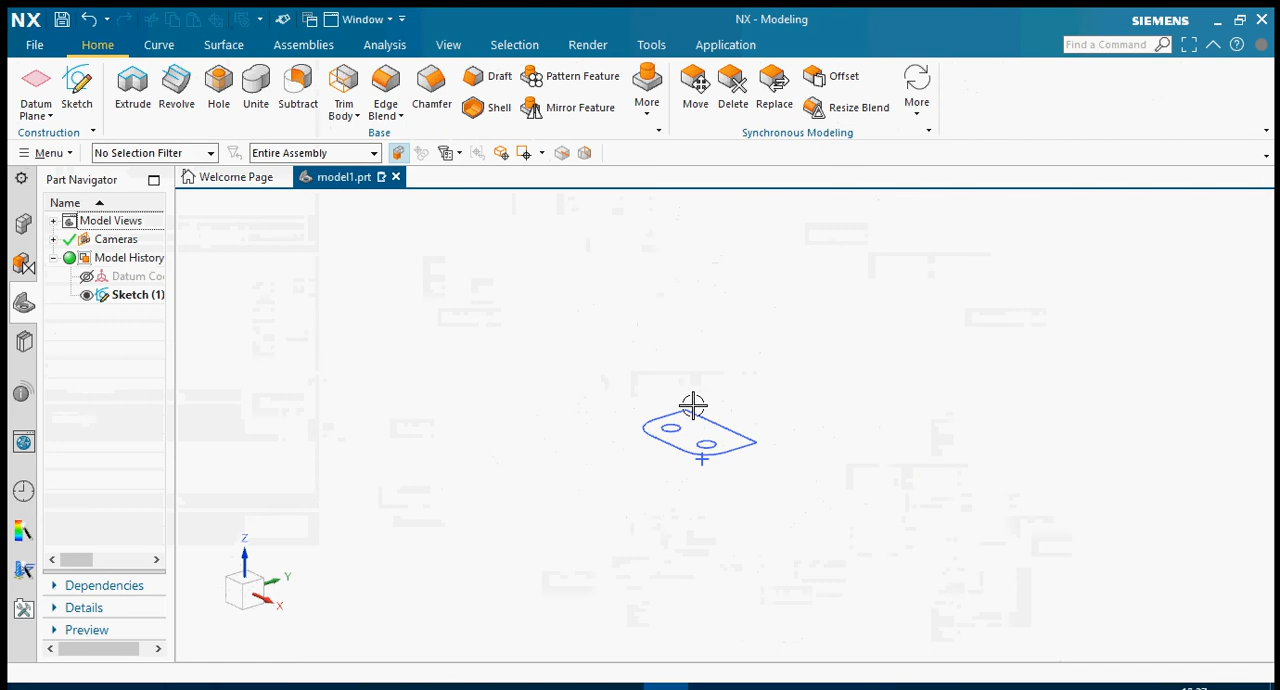 NX Window NX - Modeling SIEMENS
File Home Curve Surface Assemblies Analysis View Selection Render Tools Application Find a Command
Datum Plane Sketch Extrude Revolve Hole Unite Subtract Trim Body Edge Blend Chamfer Draft Pattern Feature More Move Delete Replace Offset More
Shell Mirror Feature Resize Blend
Construction Base Synchronous Modeling
Menu No Selection Filter Entire Assembly
Part Navigator Welcome Page model1.prt
Name
Model Views
Cameras
Model History
Datum Co
Sketch (1)
Z
Y
X
Dependencies
Details
Preview